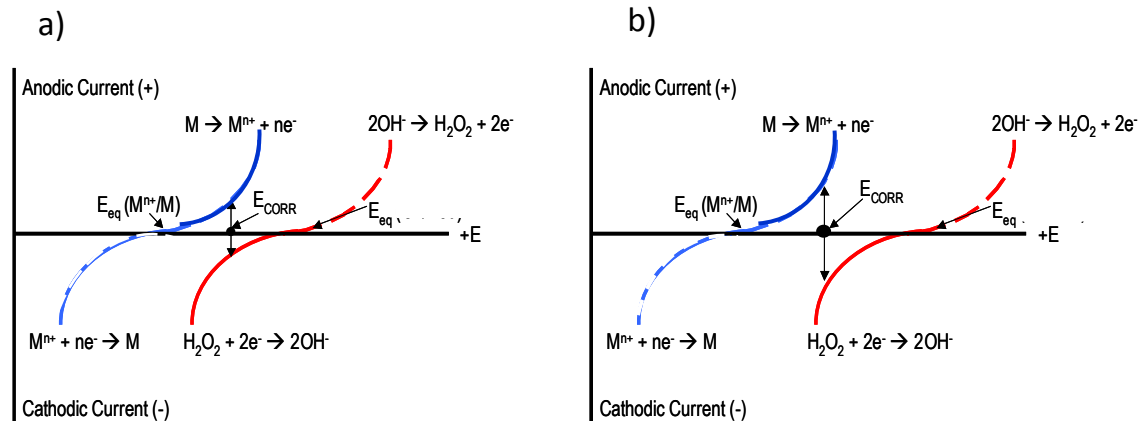 a)
Anodic Current (+)
M → Mⁿ⁺ + ne⁻
2OH⁻ → H₂O₂ + 2e⁻
E_eq (Mⁿ⁺/M)
E_CORR
E_eq
+E
Mⁿ⁺ + ne⁻ → M
H₂O₂ + 2e⁻ → 2OH⁻
Cathodic Current (-)
b)
Anodic Current (+)
M → Mⁿ⁺ + ne⁻
2OH⁻ → H₂O₂ + 2e⁻
E_eq (Mⁿ⁺/M)
E_CORR
E_eq
+E
Mⁿ⁺ + ne⁻ → M
H₂O₂ + 2e⁻ → 2OH⁻
Cathodic Current (-)